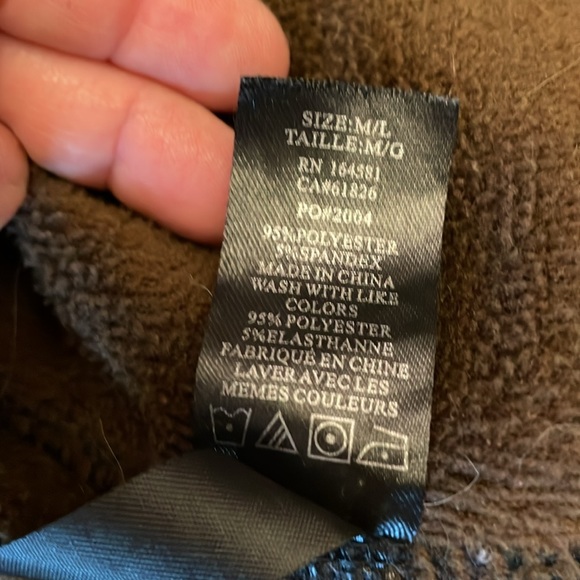 SIZE:M/L
TAILLE:M/G
RN 164581
CA#61826
PO#2004
95%POLYESTER
5%SPANDEX
MADE IN CHINA
WASH WITH LIKE
COLORS
95% POLYESTER
5%ELASTHANNE
FABRIQUÉ EN CHINE
LAVER AVEC LES
MEMES COULEURS